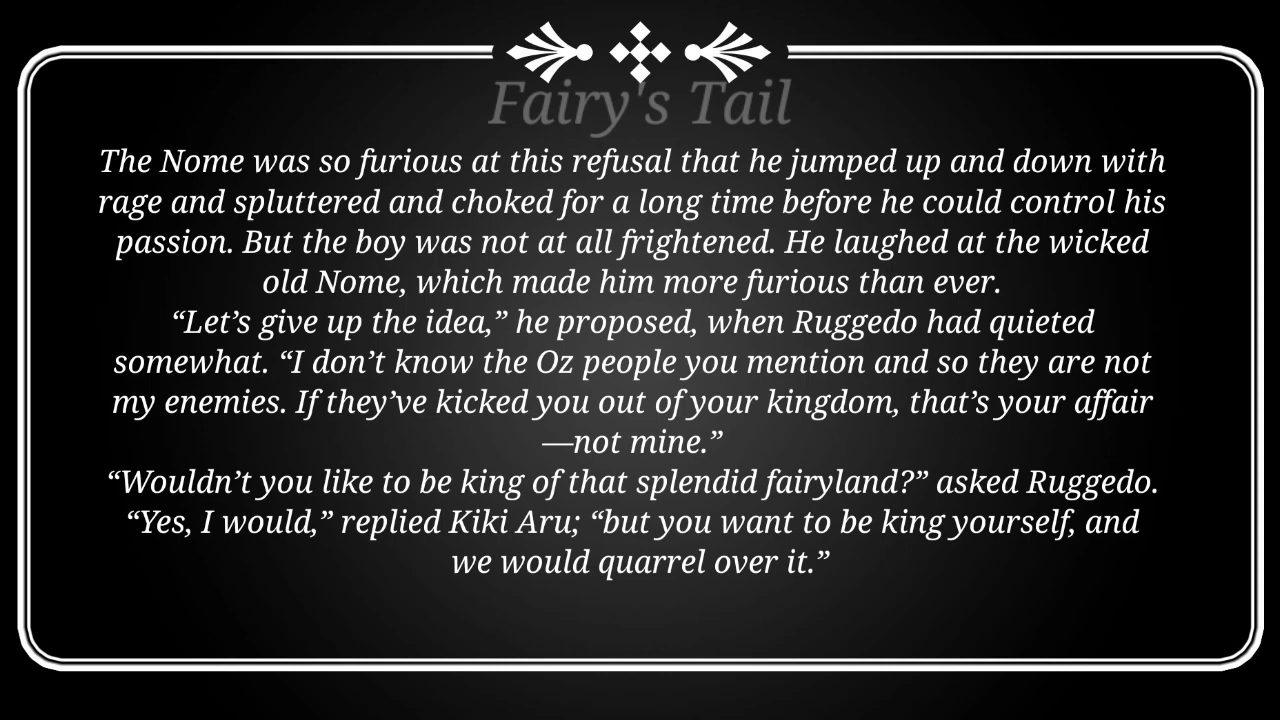 Fairy's Tail
The Nome was so furious at this refusal that he jumped up and down with
rage and spluttered and choked for a long time before he could control his
passion. But the boy was not at all frightened. He laughed at the wicked
old Nome, which made him more furious than ever.
“Let’s give up the idea,” he proposed, when Ruggedo had quieted
somewhat. “I don’t know the Oz people you mention and so they are not
my enemies. If they’ve kicked you out of your kingdom, that’s your affair
—not mine.”
“Wouldn’t you like to be king of that splendid fairyland?” asked Ruggedo.
“Yes, I would,” replied Kiki Aru; “but you want to be king yourself, and
we would quarrel over it.”